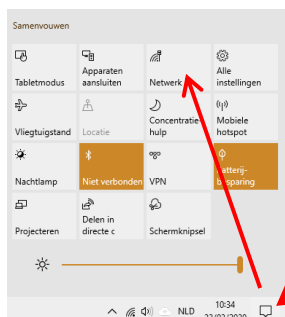 Samenvouwen
Tabletmodus
Apparaten
aansluiten
Netwerk
Alle
instellingen
Vliegtuigstand
Locatie
Concentratie-
hulp
Mobiele
hotspot
Nachtlamp
Niet verbonden
VPN
Batterij-
besparing
Projecteren
Delen in
directe c
Schermknipsel
NLD
10:34